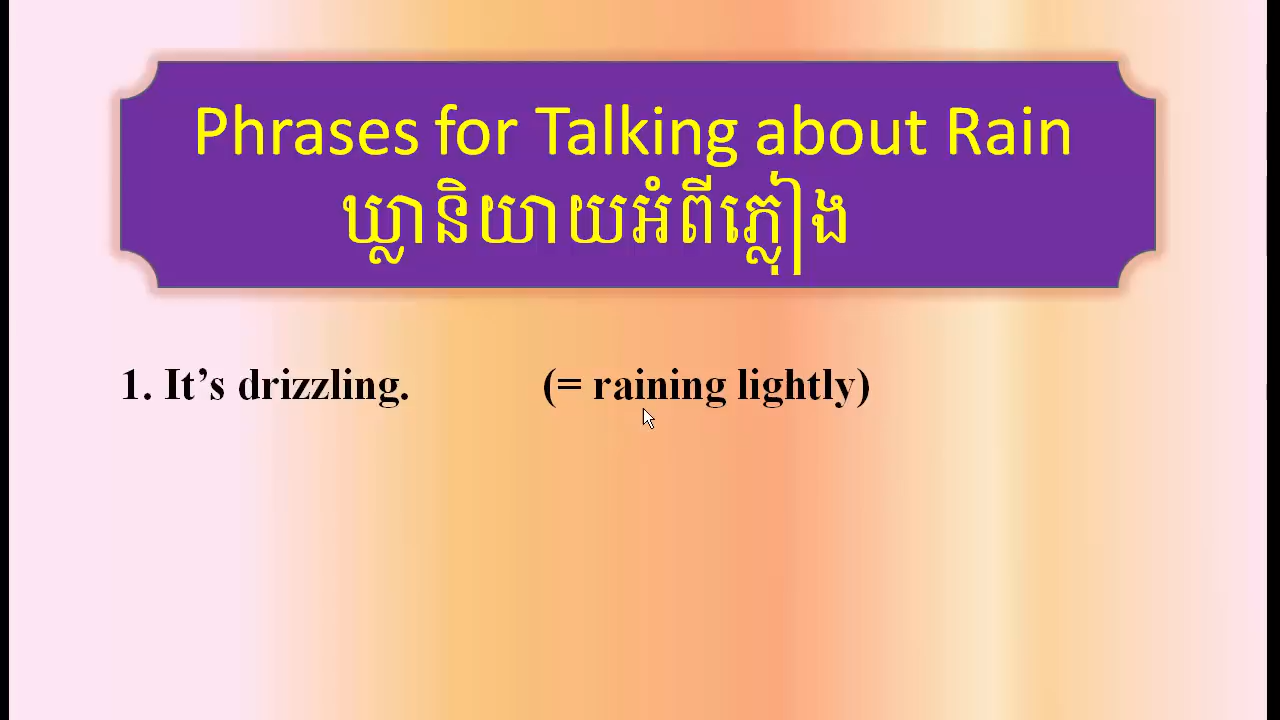 Phrases for Talking about Rain
ឃ្លានិយាយអំពីភ្លៀង
1. It’s drizzling. (= raining lightly)